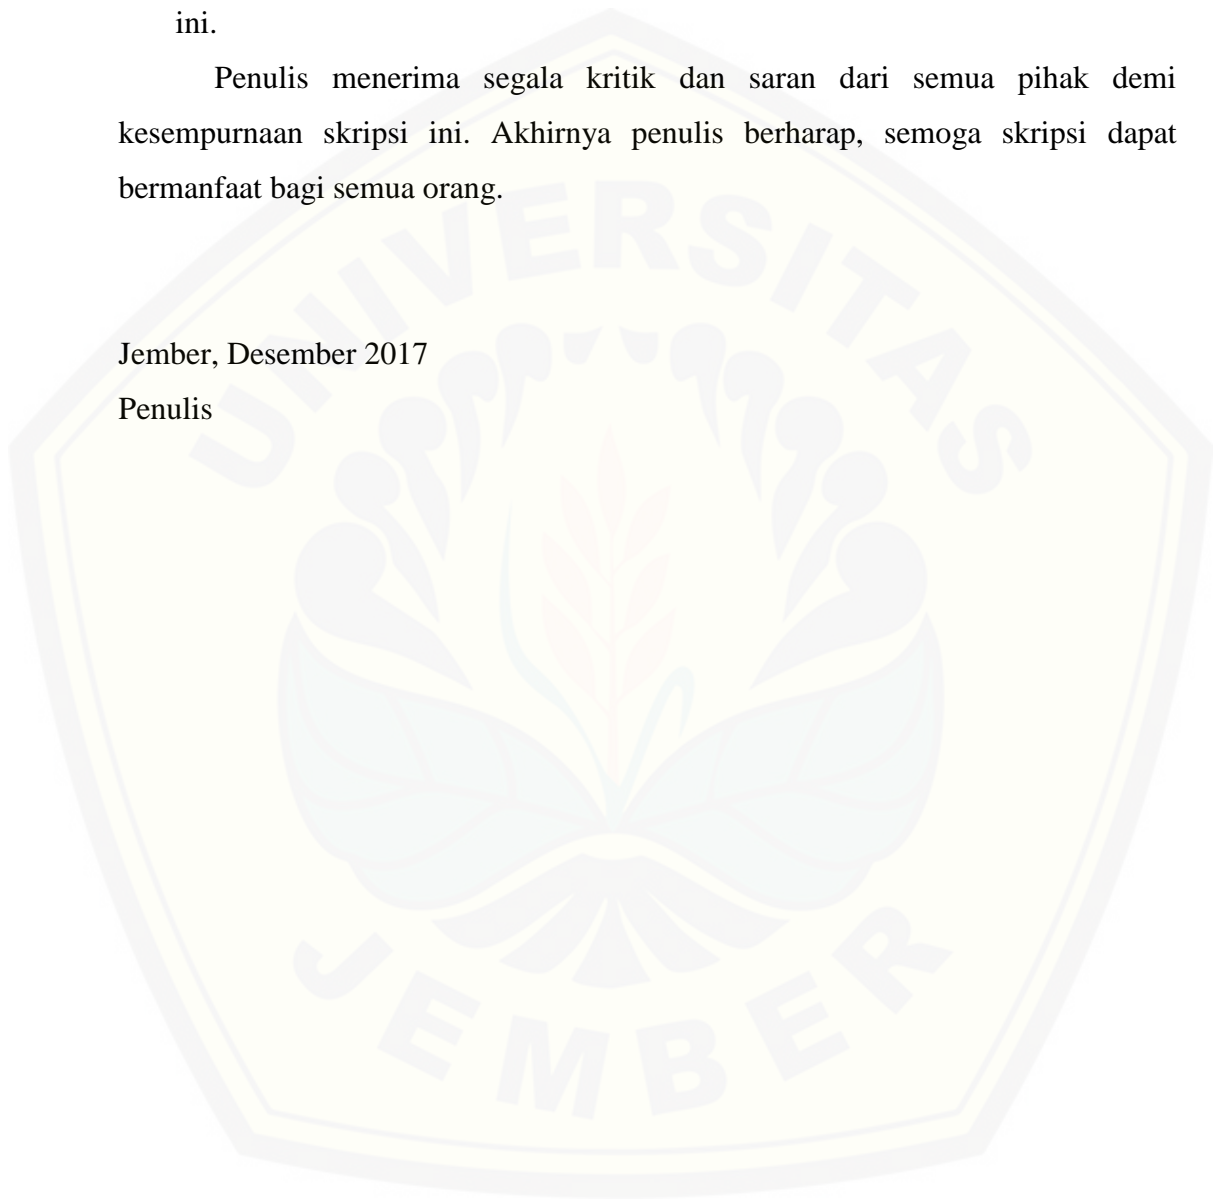 ini.
Penulis menerima segala kritik dan saran dari semua pihak demi
kesempurnaan skripsi ini. Akhirnya penulis berharap, semoga skripsi dapat
bermanfaat bagi semua orang.
UNIVERSITAS
Jember, Desember 2017
Penulis
JEMBER